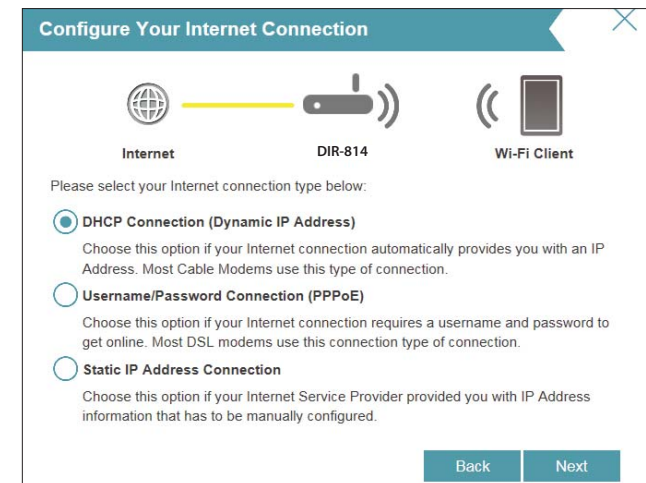 Configure Your Internet Connection
Internet
DIR-814
Wi-Fi Client
Please select your Internet connection type below:
DHCP Connection (Dynamic IP Address)
Choose this option if your Internet connection automatically provides you with an IP
Address. Most Cable Modems use this type of connection.
Username/Password Connection (PPPoE)
Choose this option if your Internet connection requires a username and password to
get online. Most DSL modems use this connection type of connection.
Static IP Address Connection
Choose this option if your Internet Service Provider provided you with IP Address
information that has to be manually configured.
Back
Next